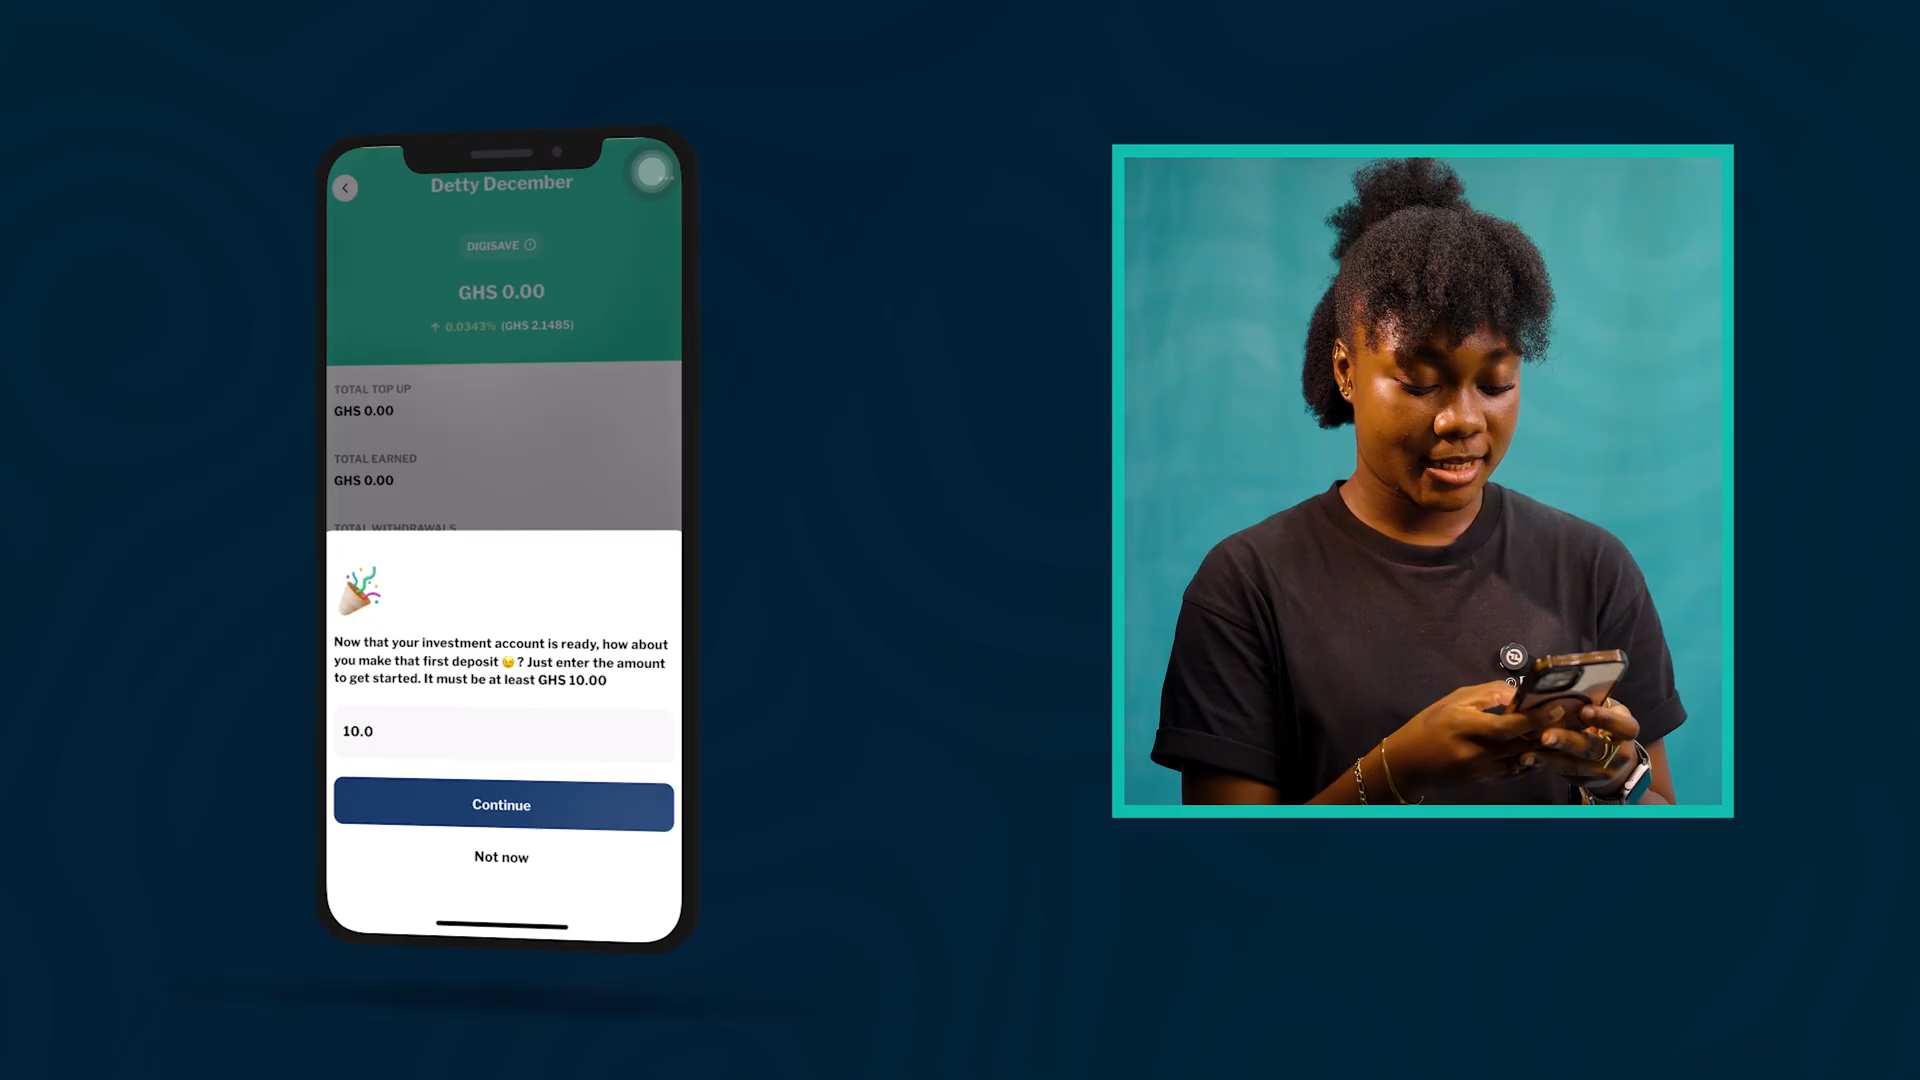 Detty December
DIGISAVE
GHS 0.00
↑ 0.0343% (GHS 2.1485)
TOTAL TOP UP
GHS 0.00
TOTAL EARNED
GHS 0.00
TOTAL WITHDRAWALS
Now that your investment account is ready, how about
you make that first deposit 😉 ? Just enter the amount
to get started. It must be at least GHS 10.00
10.0
Continue
Not now